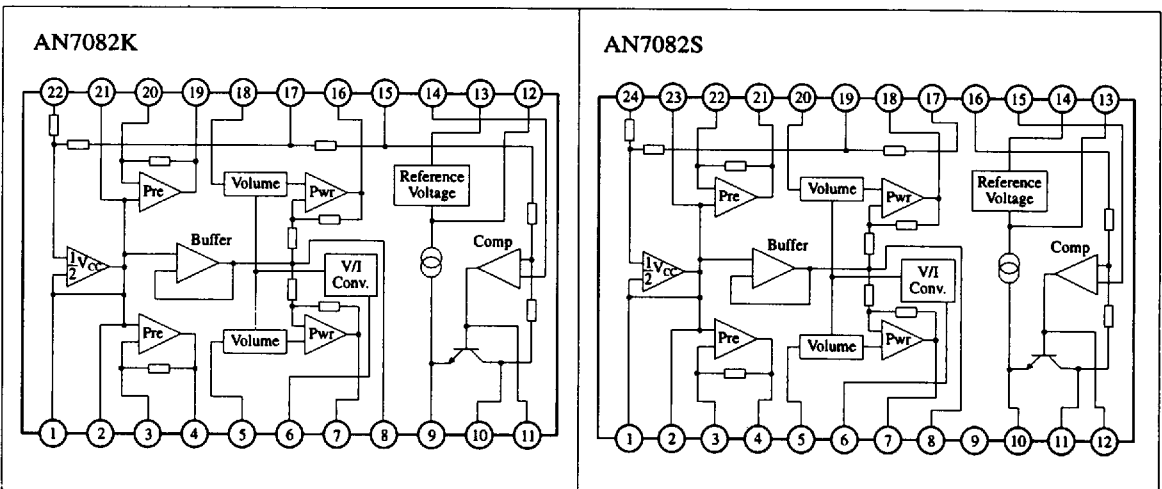 AN7082K
22 21 20 19 18 17 16 15 14 13 12
Pre
Volume
Pwr
Reference
Voltage
Buffer
Comp
1/2 VCC
V/I
Conv.
Pre
Volume
Pwr
1 2 3 4 5 6 7 8 9 10 11
AN7082S
24 23 22 21 20 19 18 17 16 15 14 13
Pre
Volume
Pwr
Reference
Voltage
Buffer
Comp
1/2 VCC
V/I
Conv.
Pre
Volume
Pwr
1 2 3 4 5 6 7 8 9 10 11 12